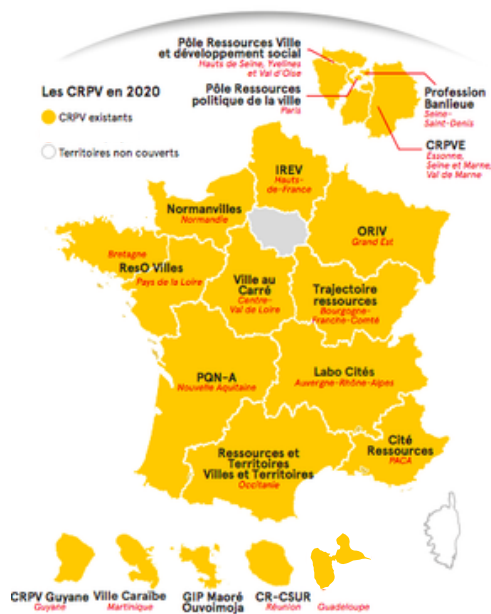 Pôle Ressources Ville
et développement social
Hauts de Seine, Yvelines
et Val d'Oise
Les CRPV en 2020
Pôle Ressources
politique de la ville
Paris
Profession
Banlieue
Seine-
Saint-Denis
CRPV existants
Territoires non couverts
CRPVE
Essonne,
Seine et Marne,
Val de Marne
IREV
Hauts-
de-France
Normanvilles
Normandie
ORIV
Grand Est
Bretagne
ResO Villes
Pays de la Loire
Ville au
Carré
Centre-
Val de Loire
Trajectoire
ressources
Bourgogne-
Franche-Comté
PQN-A
Nouvelle Aquitaine
Labo Cités
Auvergne-Rhône-Alpes
Cité
Ressources
PACA
Ressources et
Territoires
Villes et Territoires
Occitanie
CRPV Guyane
Guyane
Ville Caraïbe
Martinique
GIP Maoré
Ouvoimoja
CR-CSUR
Réunion
Guadeloupe